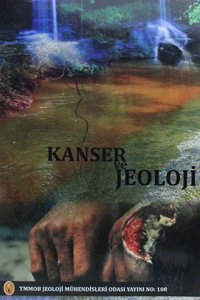 KANSER
ve
JEOLOJİ
TMMOB JEOLOJİ MÜHENDİSLERİ ODASI YAYINI NO: 108